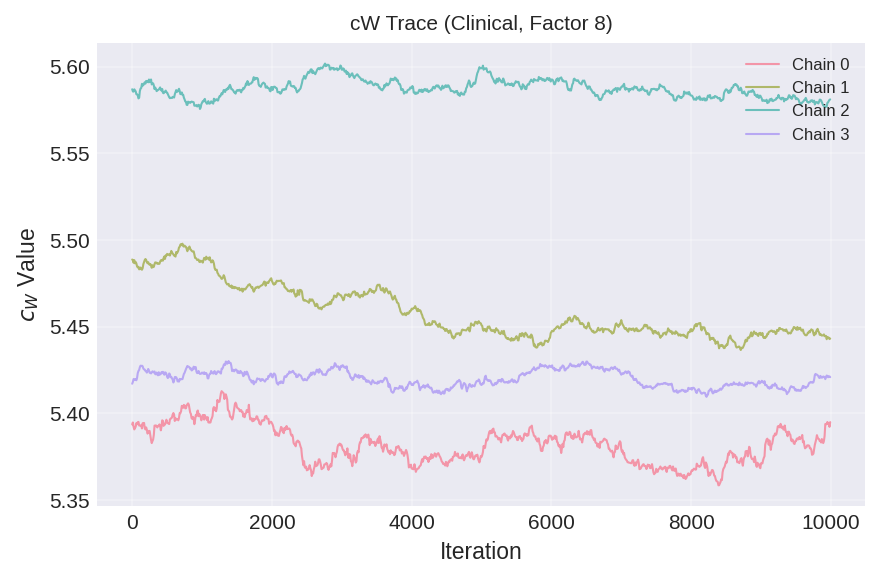 cW Trace (Clinical, Factor 8)
Chain 0
Chain 1
Chain 2
Chain 3
5.60
5.55
5.50
5.45
5.40
5.35
c_W Value
0 2000 4000 6000 8000 10000
Iteration